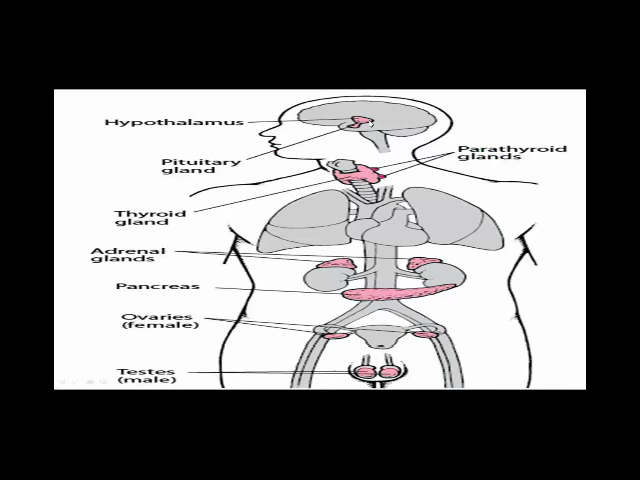 Hypothalamus
Pituitary
gland
Parathyroid
glands
Thyroid
gland
Adrenal
glands
Pancreas
Ovaries
(female)
Testes
(male)